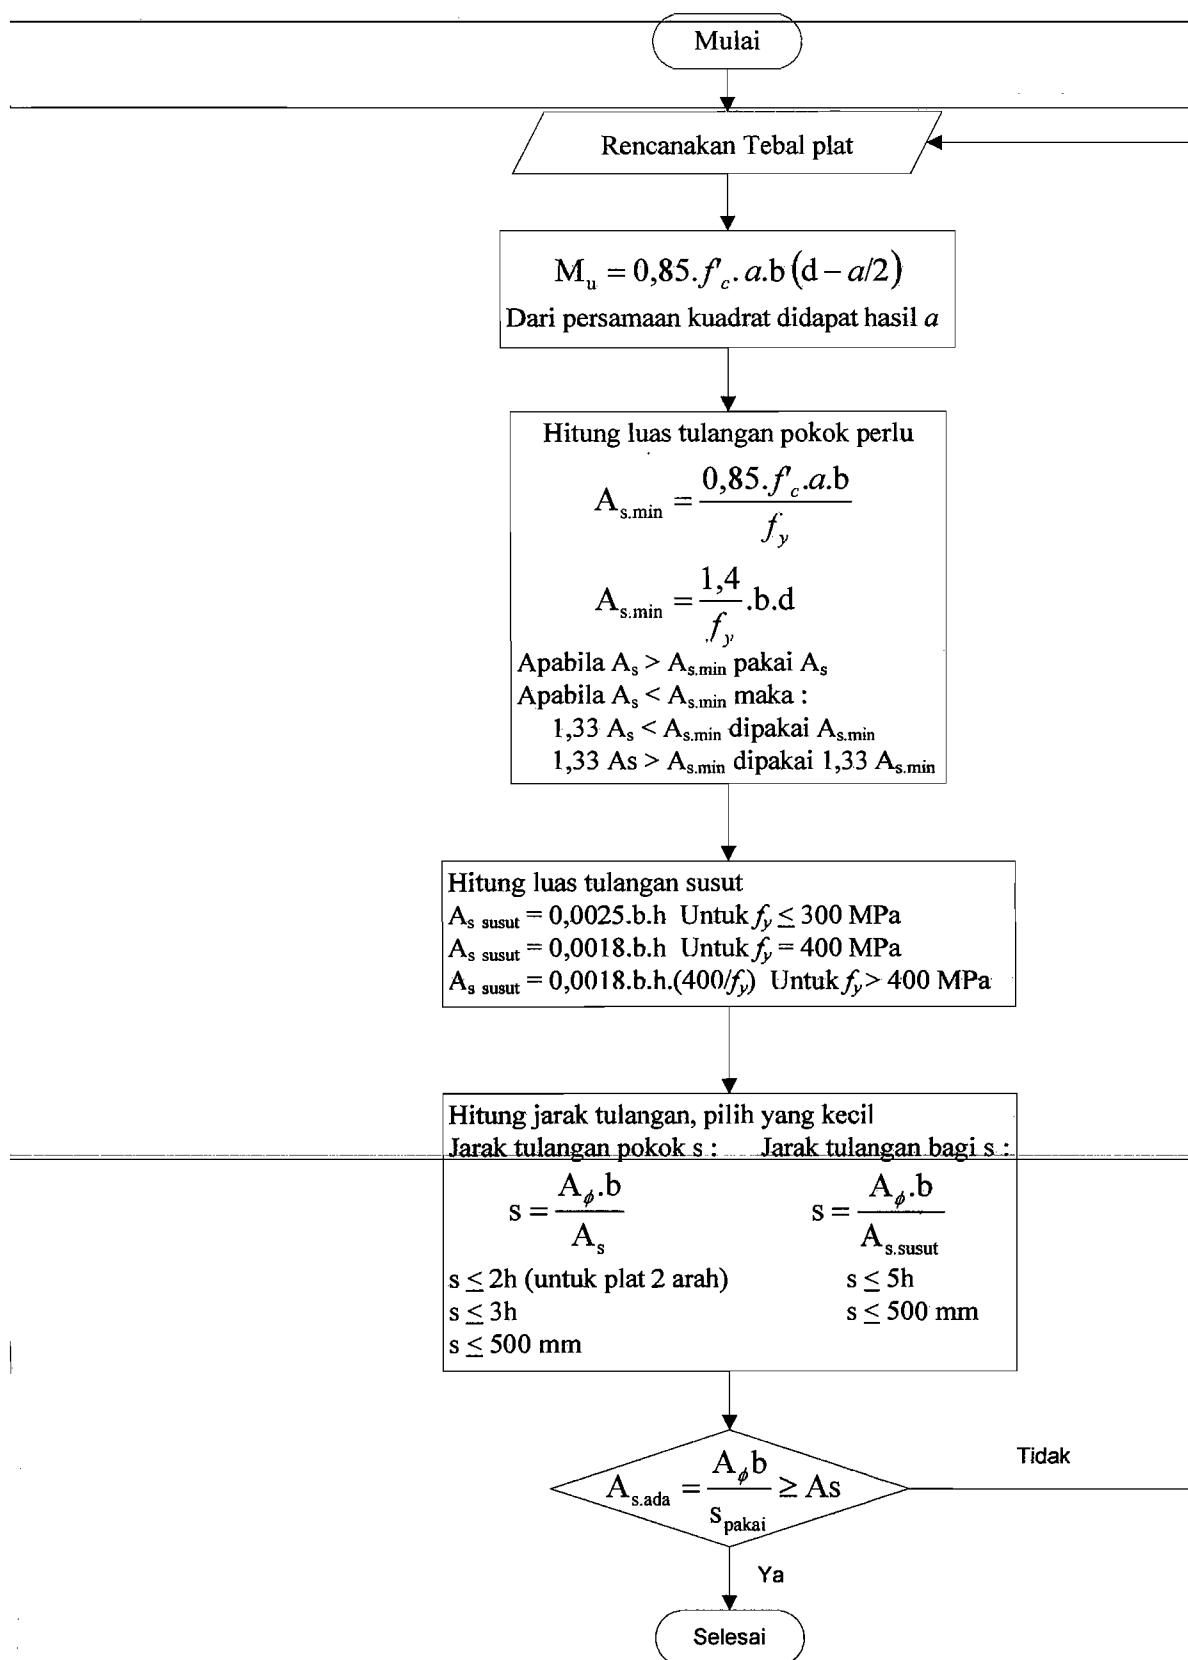 Mulai
Rencanakan Tebal plat
M_u = 0,85.f'_c.a.b (d – a/2)
Dari persamaan kuadrat didapat hasil a
Hitung luas tulangan pokok perlu
A_s.min = 0,85.f'_c.a.b / f_y
A_s.min = 1,4 / f_y .b.d
Apabila A_s > A_s.min pakai A_s
Apabila A_s < A_s.min maka :
1,33 A_s < A_s.min dipakai A_s.min
1,33 As > A_s.min dipakai 1,33 A_s.min
Hitung luas tulangan susut
A_s susut = 0,0025.b.h Untuk f_y ≤ 300 MPa
A_s susut = 0,0018.b.h Untuk f_y = 400 MPa
A_s susut = 0,0018.b.h.(400/f_y) Untuk f_y > 400 MPa
Hitung jarak tulangan, pilih yang kecil
Jarak tulangan pokok s : Jarak tulangan bagi s :
s = A_ϕ.b / A_s s = A_ϕ.b / A_s.susut
s ≤ 2h (untuk plat 2 arah) s ≤ 5h
s ≤ 3h s ≤ 500 mm
s ≤ 500 mm
Tidak
A_s.ada = A_ϕ b / s_pakai ≥ As
Ya
Selesai